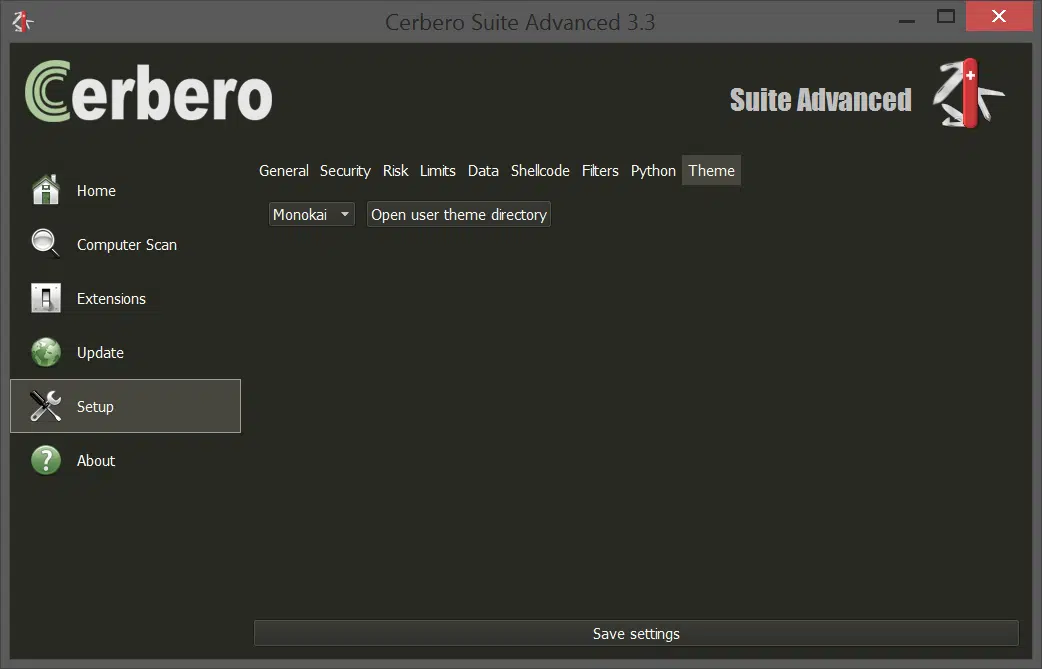 Cerbero Suite Advanced 3.3
Cerbero
Suite Advanced
Home
Computer Scan
Extensions
Update
Setup
About
General Security Risk Limits Data Shellcode Filters Python Theme
Monokai Open user theme directory
Save settings